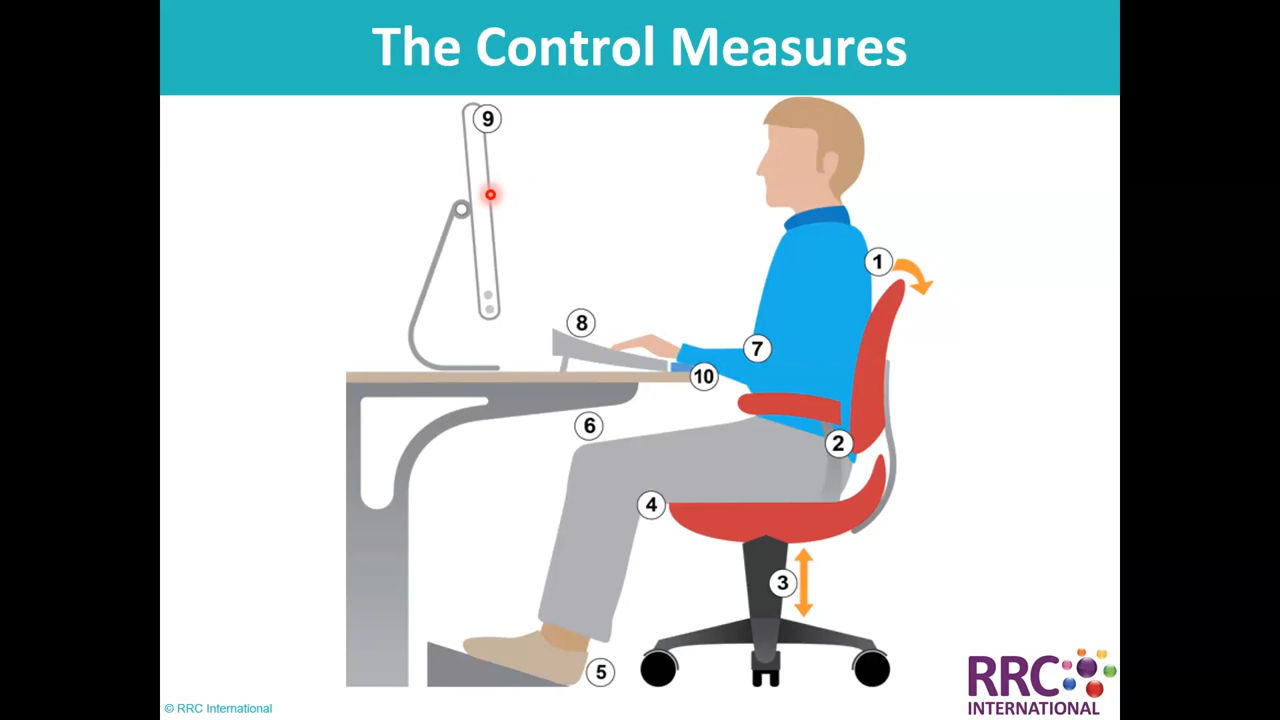 The Control Measures
9
1
8
7
10
6
2
4
3
5
RRC
INTERNATIONAL
© RRC International